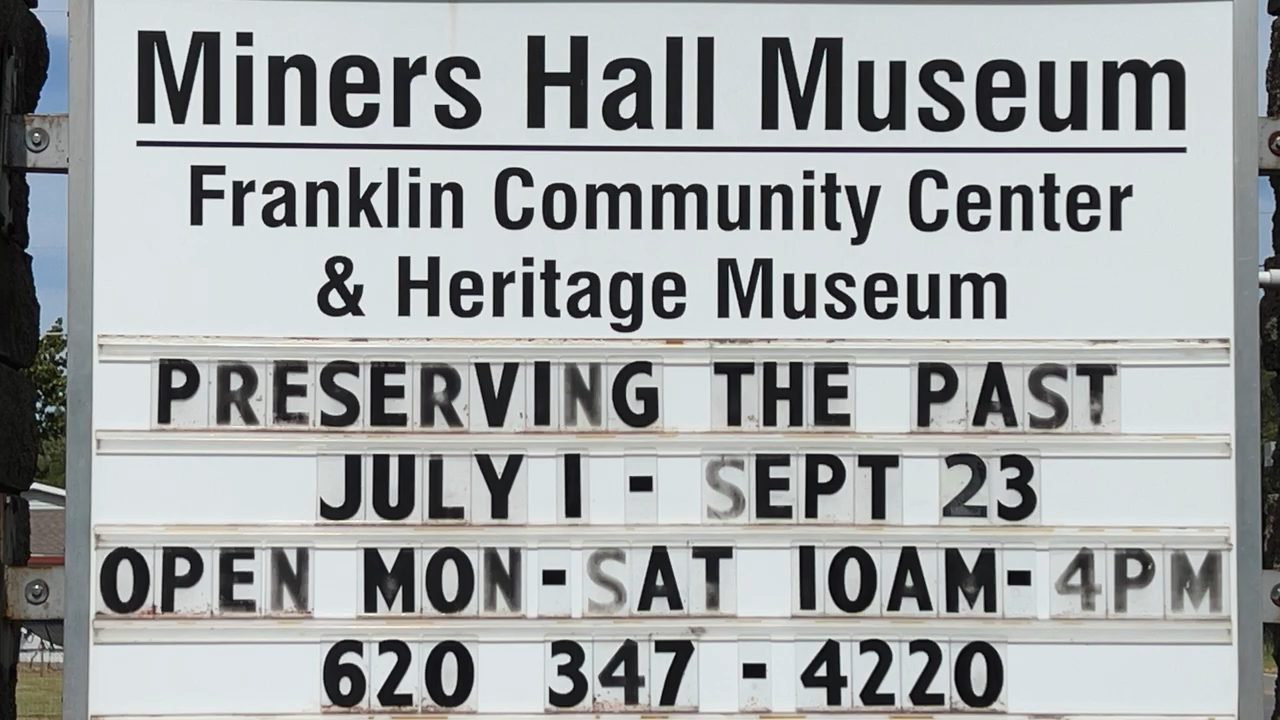 Miners Hall Museum
Franklin Community Center
& Heritage Museum
PRESERVING THE PAST
JULY 1 - SEPT 23
OPEN MON-SAT 10AM-4PM
620 347 - 4220